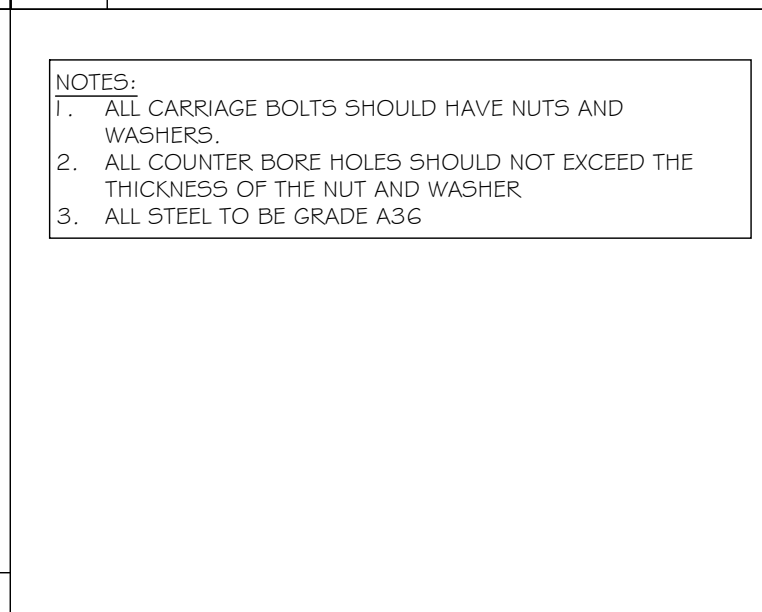 NOTES:
1. ALL CARRIAGE BOLTS SHOULD HAVE NUTS AND
WASHERS.
2. ALL COUNTER BORE HOLES SHOULD NOT EXCEED THE
THICKNESS OF THE NUT AND WASHER
3. ALL STEEL TO BE GRADE A36